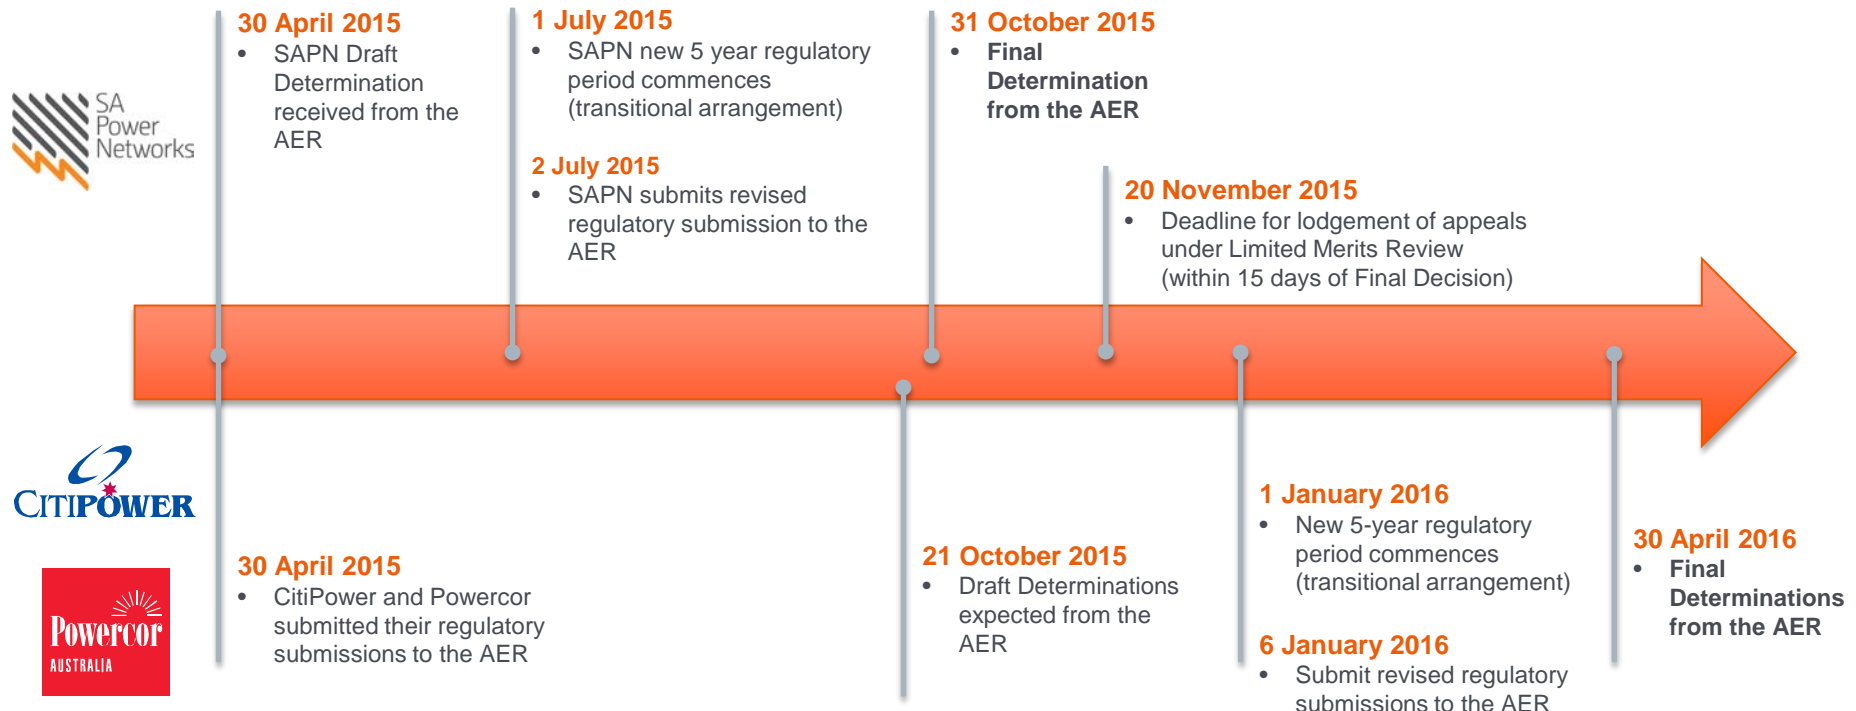 SA
Power
Networks
30 April 2015
• SAPN Draft
Determination
received from the
AER
1 July 2015
• SAPN new 5 year regulatory
period commences
(transitional arrangement)
2 July 2015
• SAPN submits revised
regulatory submission to the
AER
31 October 2015
• Final
Determination
from the AER
20 November 2015
• Deadline for lodgement of appeals
under Limited Merits Review
(within 15 days of Final Decision)
CITIPOWER
Powercor
AUSTRALIA
30 April 2015
• CitiPower and Powercor
submitted their regulatory
submissions to the AER
21 October 2015
• Draft Determinations
expected from the
AER
1 January 2016
• New 5-year regulatory
period commences
(transitional arrangement)
6 January 2016
• Submit revised regulatory
submissions to the AER
30 April 2016
• Final
Determinations
from the AER